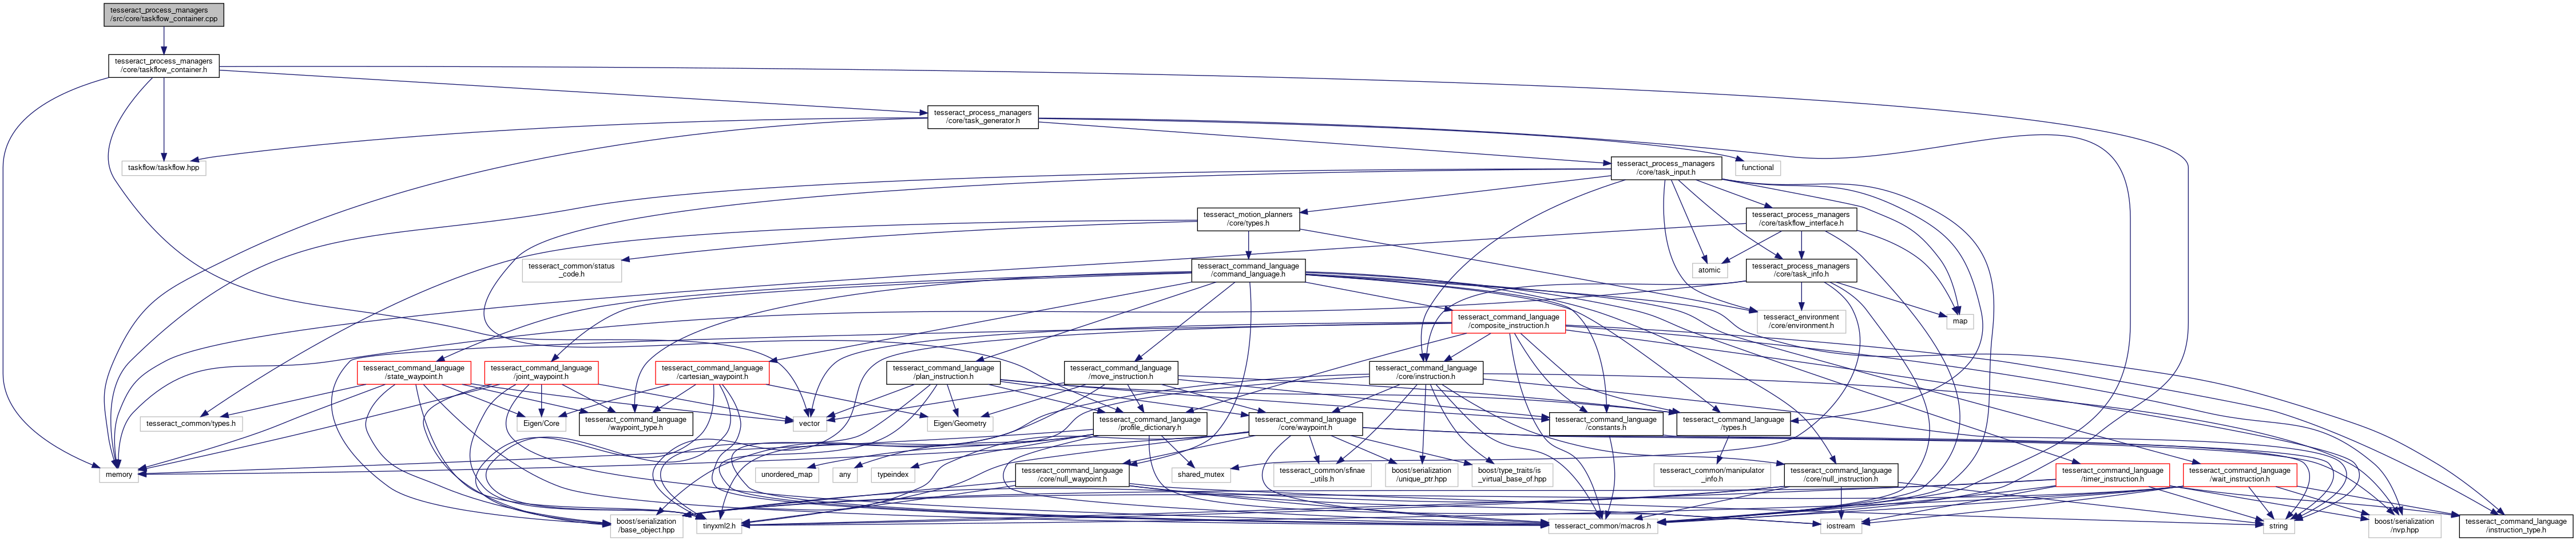 tesseract_process_managers
/src/core/taskflow_container.cpp
tesseract_process_managers
/core/taskflow_container.h
tesseract_process_managers
/core/task_generator.h
taskflow/taskflow.hpp
functional
tesseract_process_managers
/core/task_input.h
tesseract_motion_planners
/core/types.h
tesseract_process_managers
/core/taskflow_interface.h
tesseract_common/status
_code.h
tesseract_command_language
/command_language.h
atomic
tesseract_process_managers
/core/task_info.h
tesseract_command_language
/composite_instruction.h
tesseract_environment
/core/environment.h
map
tesseract_command_language
/state_waypoint.h
tesseract_command_language
/joint_waypoint.h
tesseract_command_language
/cartesian_waypoint.h
tesseract_command_language
/plan_instruction.h
tesseract_command_language
/move_instruction.h
tesseract_command_language
/core/instruction.h
tesseract_common/types.h
Eigen/Core
tesseract_command_language
/waypoint_type.h
vector
Eigen/Geometry
tesseract_command_language
/profile_dictionary.h
tesseract_command_language
/core/waypoint.h
tesseract_command_language
/constants.h
tesseract_command_language
/types.h
memory
unordered_map
any
typeindex
tesseract_command_language
/core/null_waypoint.h
shared_mutex
tesseract_common/sfinae
_utils.h
boost/serialization
/unique_ptr.hpp
boost/type_traits/is
_virtual_base_of.hpp
tesseract_common/manipulator
_info.h
tesseract_command_language
/core/null_instruction.h
tesseract_command_language
/timer_instruction.h
tesseract_command_language
/wait_instruction.h
boost/serialization
/base_object.hpp
tinyxml2.h
tesseract_common/macros.h
iostream
string
boost/serialization
/nvp.hpp
tesseract_command_language
/instruction_type.h